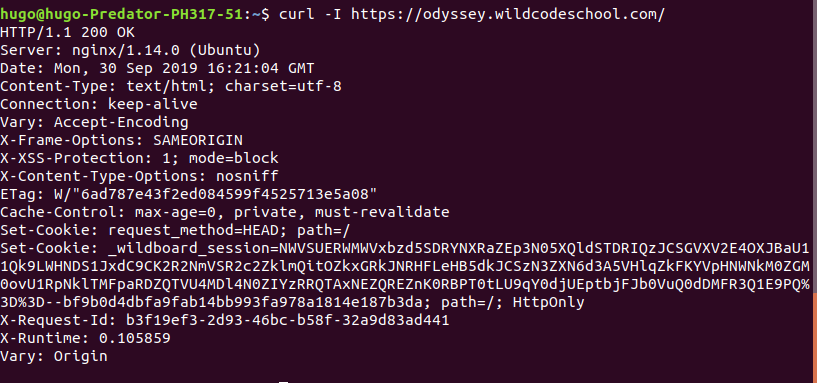 hugo@hugo-Predator-PH317-51:~$ curl -I https://odyssey.wildcodeschool.com/
HTTP/1.1 200 OK
Server: nginx/1.14.0 (Ubuntu)
Date: Mon, 30 Sep 2019 16:21:04 GMT
Content-Type: text/html; charset=utf-8
Connection: keep-alive
Vary: Accept-Encoding
X-Frame-Options: SAMEORIGIN
X-XSS-Protection: 1; mode=block
X-Content-Type-Options: nosniff
ETag: W/"6ad787e43f2ed084599f4525713e5a08"
Cache-Control: max-age=0, private, must-revalidate
Set-Cookie: request_method=HEAD; path=/
Set-Cookie: _wildboard_session=NWVSUERWMWVxbzd5SDRYNXRaZEp3N05XQldSTDRIQzJCSGVXV2E4OXJBaU1
1Qk9LWHNDS1JxdC9CK2R2NmVSR2c2ZklmQitOZkxGRkJNRHFLeHB5dkJCSzN3ZXN6d3A5VHlqZkFKYVpHNWNkM0ZGM
0ovU1RpNklTMFpaRDZQTVU4MDl4N0ZIYzRRQTAxNEZQREZnK0RBPT0tLU9qY0djUEptbjFJb0VuQ0dDMFR3Q1E9PQ%
3D%3D--bf9b0d4dbfa9fab14bb993fa978a1814e187b3da; path=/; HttpOnly
X-Request-Id: b3f19ef3-2d93-46bc-b58f-32a9d83ad441
X-Runtime: 0.105859
Vary: Origin